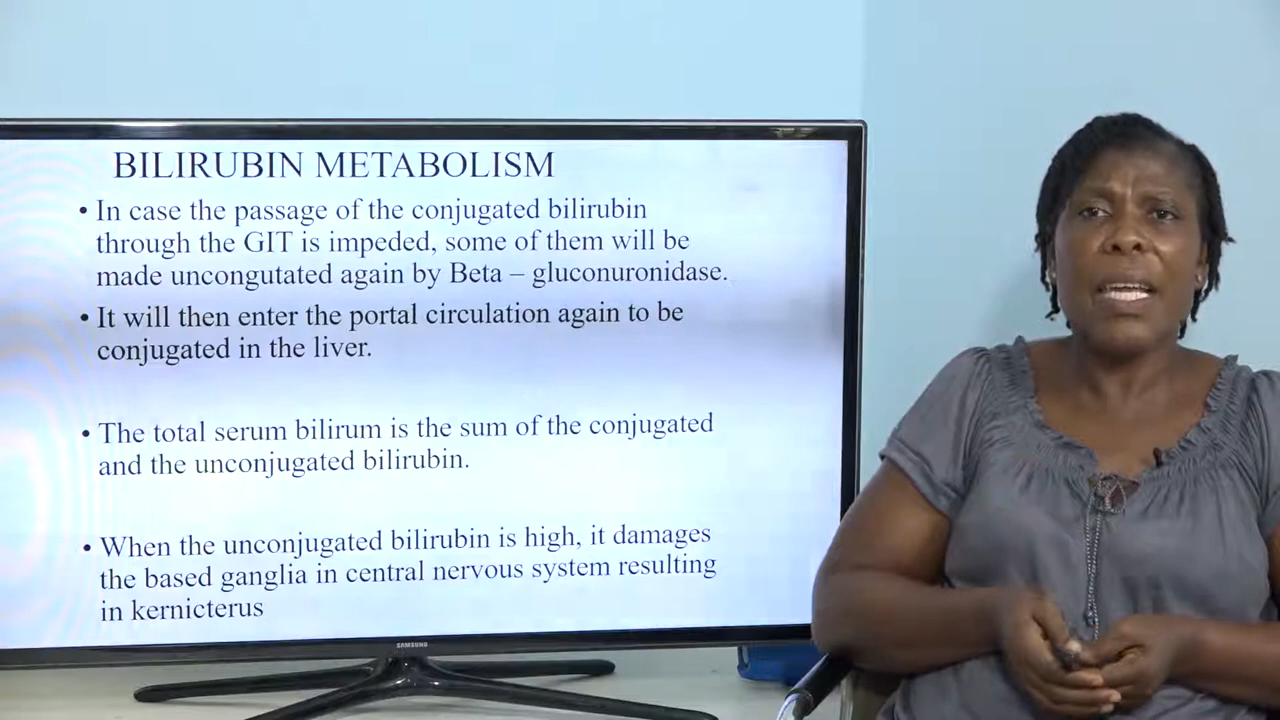 BILIRUBIN METABOLISM
• In case the passage of the conjugated bilirubin
through the GIT is impeded, some of them will be
made uncongutated again by Beta – gluconuronidase.
• It will then enter the portal circulation again to be
conjugated in the liver.
• The total serum bilirum is the sum of the conjugated
and the unconjugated bilirubin.
• When the unconjugated bilirubin is high, it damages
the based ganglia in central nervous system resulting
in kernicterus
SAMSUNG